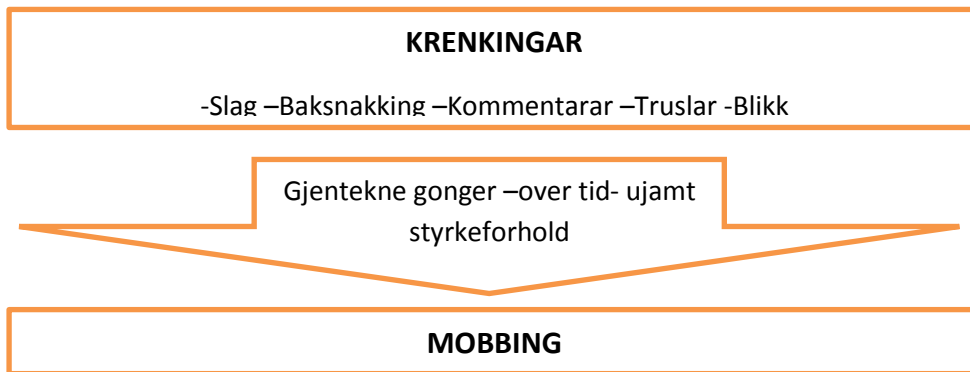 KRENKINGAR
-Slag –Baksnakking –Kommentarar –Truslar -Blikk
Gjentekne gonger –over tid- ujamt
styrkeforhold
MOBBING